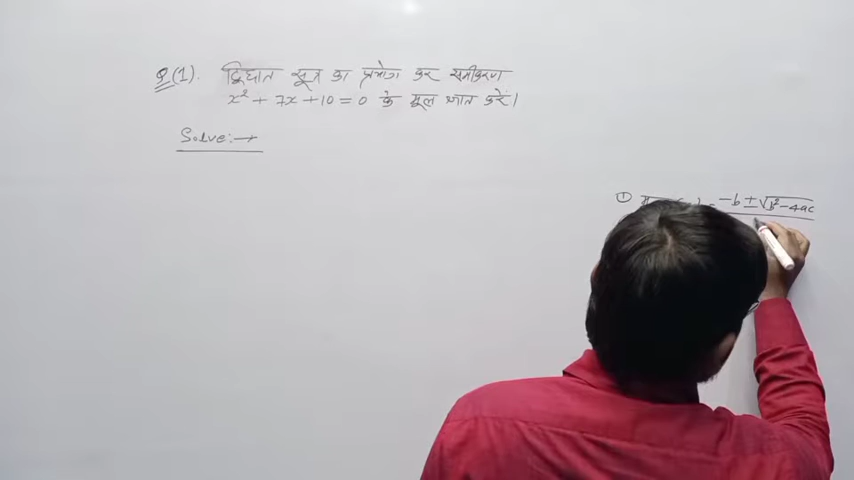 Q(1). द्विघात सूत्र का प्रयोग कर समीकरण
x² + 7x + 10 = 0 के मूल ज्ञात करें।
Solve:→
① -b ± √b² - 4ac